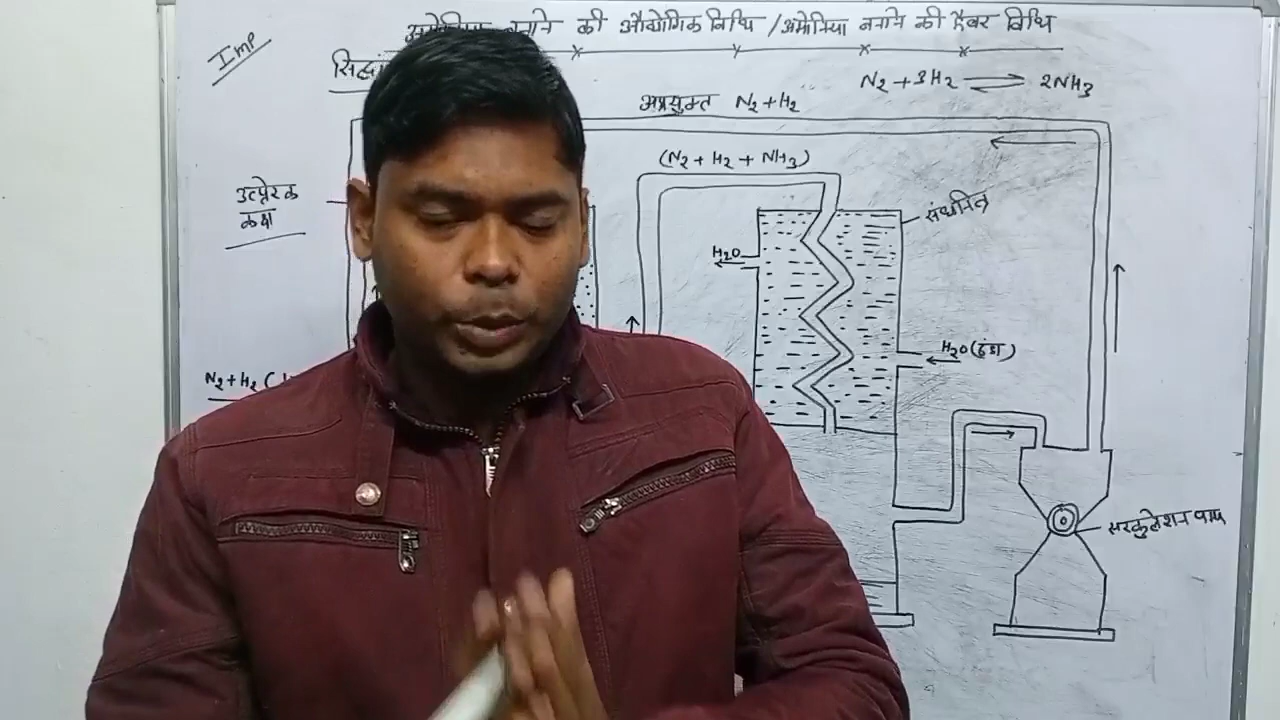 बनाने की औद्योगिक विधि / अमोनिया बनाने की हैबर विधि
Imp
N2 + 3H2 ⇌ 2NH3
अप्रयुक्त N2 + H2
(N2 + H2 + NH3)
उत्प्रेरक
कक्ष
संघनित्र
H2O
H2O (ठंडा)
N2 + H2 (
सरकुलेशन पम्प